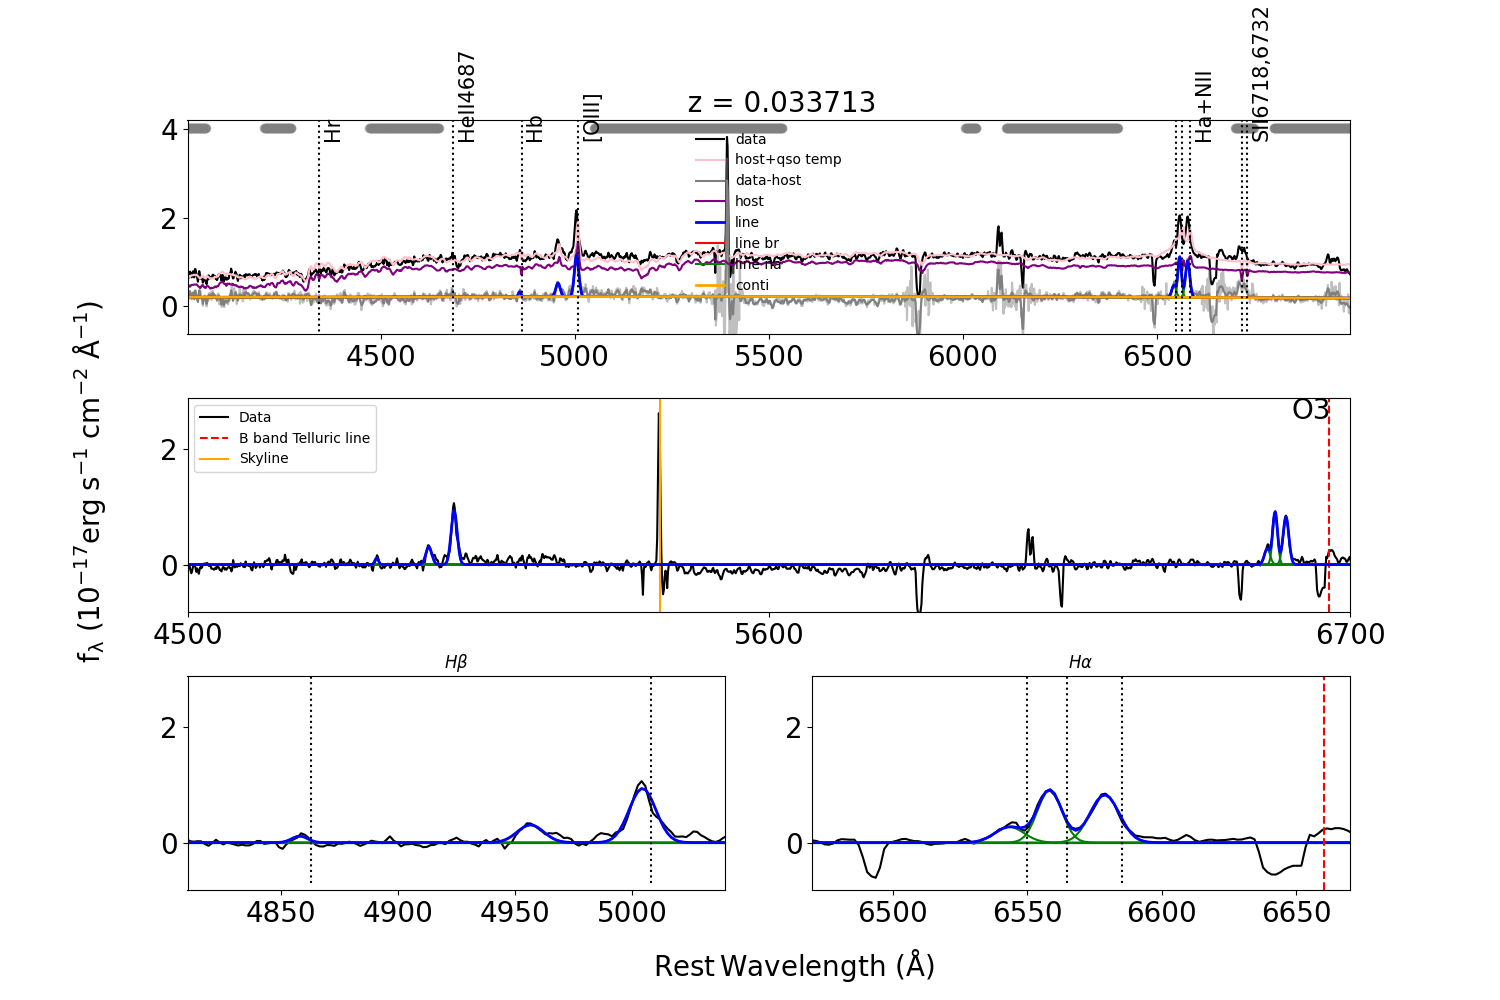 z = 0.033713
Hr
HeII4687
Hb
[OIII]
Ha+NII
SII6718,6732
data
host+qso temp
data-host
host
line
line br
line na
conti
4
2
0
4500 5000 5500 6000 6500
Data
B band Telluric line
Skyline
O3
2
0
4500 5600 6700
fλ (10⁻¹⁷erg s⁻¹ cm⁻² Å⁻¹)
Hβ
2
0
4850 4900 4950 5000
Hα
2
0
6500 6550 6600 6650
Rest Wavelength (Å)